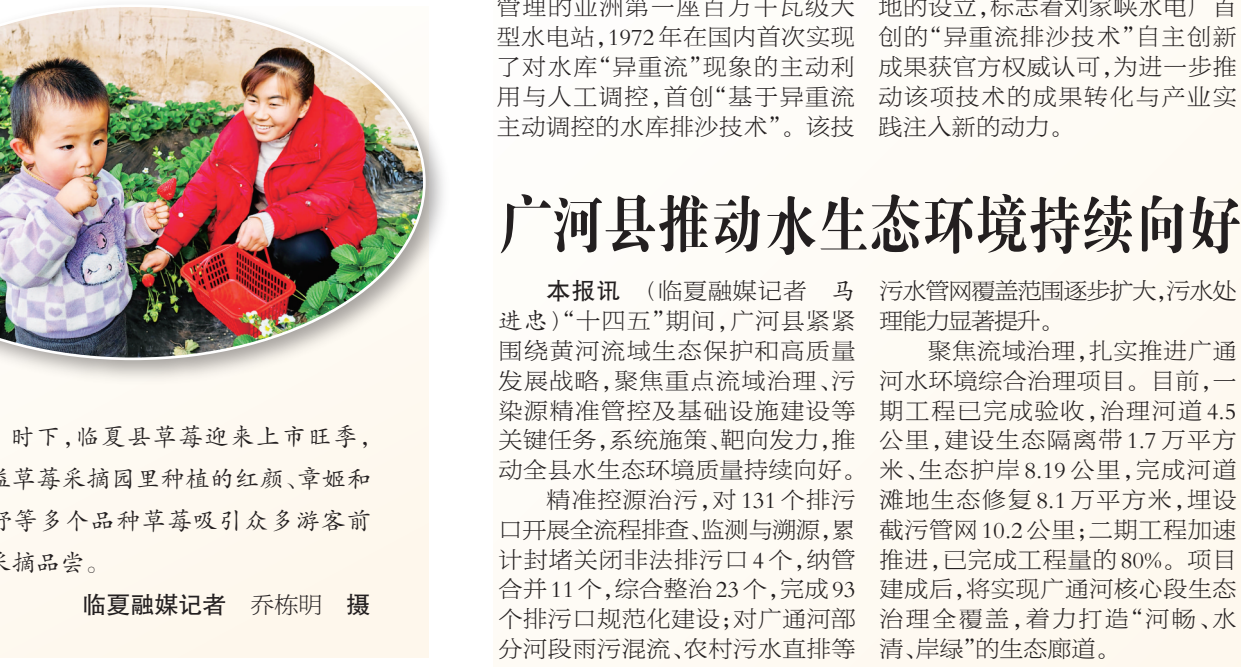 时下，临夏县草莓迎来上市旺季，
益草莓采摘园里种植的红颜、章姬和
等多个品种草莓吸引众多游客前
采摘品尝。
临夏融媒记者 乔栋明 摄
管理的亚洲第一座百万千瓦级大
型水电站，1972年在国内首次实现
了对水库“异重流”现象的主动利
用与人工调控，首创“基于异重流
主动调控的水库排沙技术”。该技
地的设立，标志着刘家峡水电厂首
创的“异重流排沙技术”自主创新
成果获官方权威认可，为进一步推
动该项技术的成果转化与产业实
践注入新的动力。
广河县推动水生态环境持续向好
本报讯 （临夏融媒记者 马
进忠）“十四五”期间，广河县紧紧
围绕黄河流域生态保护和高质量
发展战略，聚焦重点流域治理、污
染源精准管控及基础设施建设等
关键任务，系统施策、靶向发力，推
动全县水生态环境质量持续向好。
精准控源治污，对131个排污
口开展全流程排查、监测与溯源，累
计封堵关闭非法排污口4个，纳管
合并11个，综合整治23个，完成93
个排污口规范化建设；对广通河部
分河段雨污混流、农村污水直排等
污水管网覆盖范围逐步扩大，污水处
理能力显著提升。
聚焦流域治理，扎实推进广通
河水环境综合治理项目。目前，一
期工程已完成验收，治理河道4.5
公里，建设生态隔离带1.7万平方
米、生态护岸8.19公里，完成河道
滩地生态修复8.1万平方米，埋设
截污管网10.2公里；二期工程加速
推进，已完成工程量的80%。项目
建成后，将实现广通河核心段生态
治理全覆盖，着力打造“河畅、水
清、岸绿”的生态廊道。